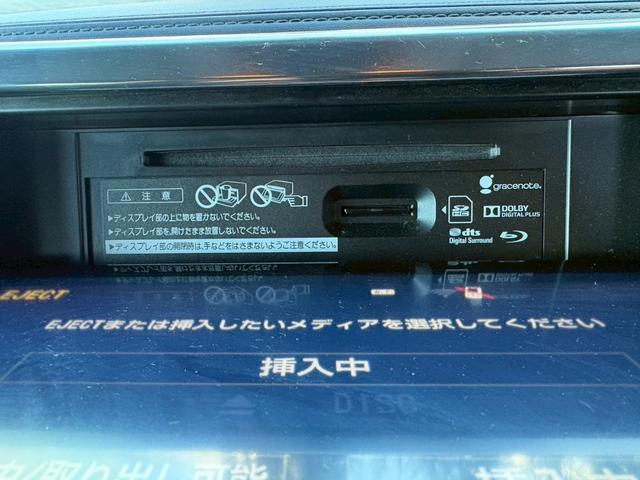 注意
▶ディスプレイ部の上に物を置かないでください。
▶ディスプレイ部を、開けたまま放置しないでください。
▶ディスプレイ部の開閉時は、手などをはさまないようご注意ください。
gracenote.
SD
HC
DOLBY
DIGITAL PLUS
dts
Digital Surround
EJECT
Wi-Fi
EJECTまたは挿入したいメディアを選択してください
挿入中
DISC